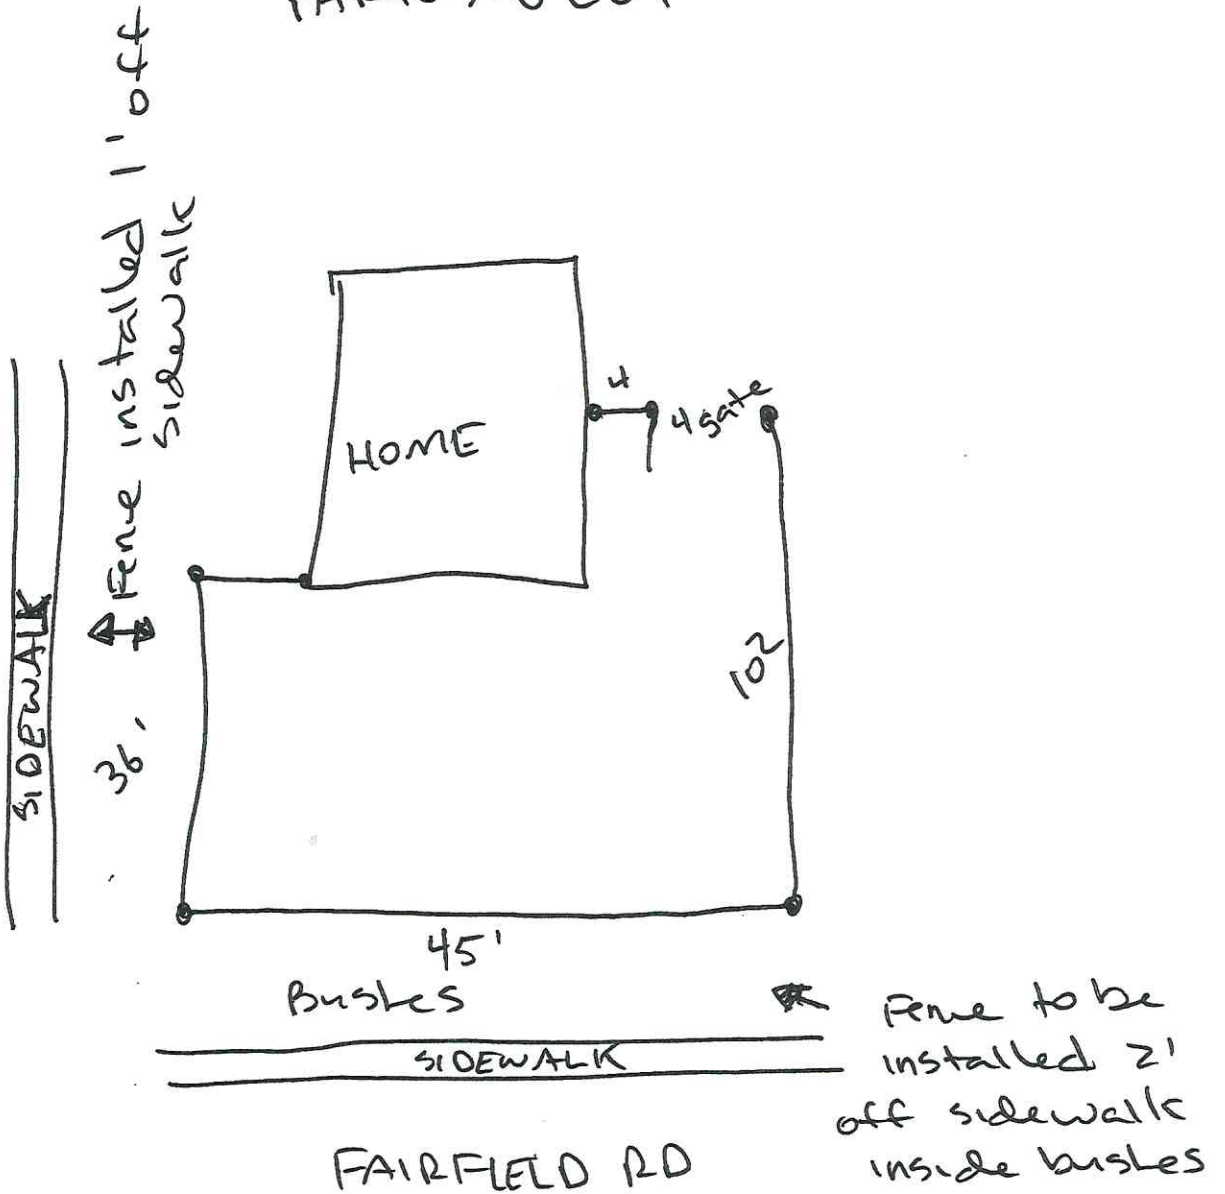 Fence installed 1' off
sidewalk
HOME
4
4 gate
SIDEWALK
36'
102
45'
Bushes
SIDEWALK
Fence to be
installed 2'
off sidewalk
inside bushes
FAIRFIELD RD